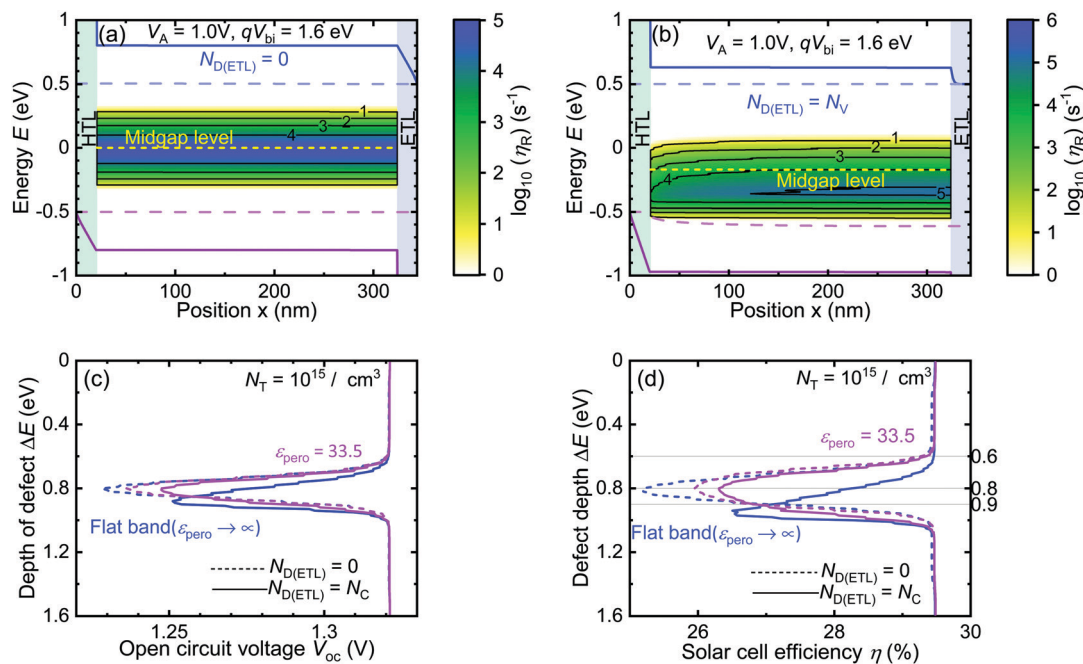 (a)
V_A = 1.0V, qV_bi = 1.6 eV
N_D(ETL) = 0
HTL
ETL
Midgap level
1
2
3
4
Energy E (eV)
1
0.5
0
-0.5
-1
0
100
200
300
Position x (nm)
5
4
3
2
1
0
log10 (η_R) (s⁻¹)
(b)
V_A = 1.0V, qV_bi = 1.6 eV
N_D(ETL) = N_V
HTL
ETL
Midgap level
1
2
3
4
5
Energy E (eV)
1
0.5
0
-0.5
-1
0
100
200
300
Position x (nm)
6
5
4
3
2
1
0
log10 (η_R) (s⁻¹)
(c)
N_T = 10¹⁵ / cm³
ε_pero = 33.5
Flat band(ε_pero → ∞)
N_D(ETL) = 0
N_D(ETL) = N_C
Depth of defect ΔE (eV)
0
0.4
0.8
1.2
1.6
1.25
1.3
Open circuit voltage V_oc (V)
(d)
N_T = 10¹⁵ / cm³
ε_pero = 33.5
0.6
0.8
0.9
Flat band(ε_pero → ∞)
N_D(ETL) = 0
N_D(ETL) = N_C
Defect depth ΔE (eV)
0
0.4
0.8
1.2
1.6
26
28
30
Solar cell efficiency η (%)